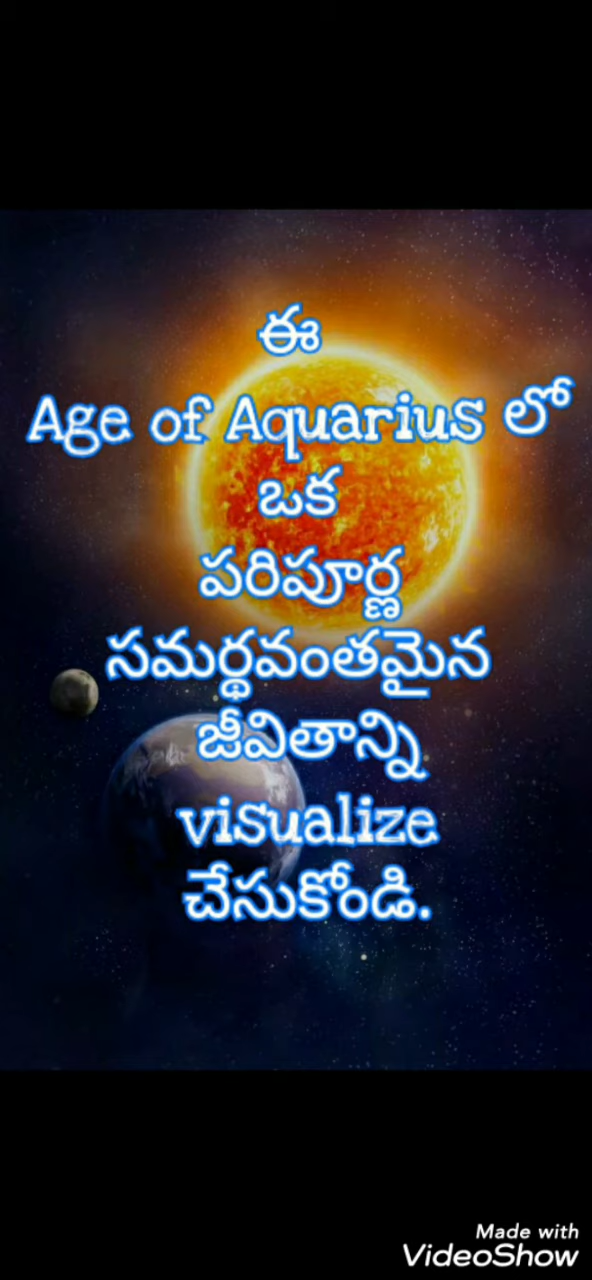 ఈ
Age of Aquarius లో
ఒక
పరిపూర్ణ
సమర్థవంతమైన
జీవితాన్ని
visualize
చేసుకోండి.
Made with
VideoShow